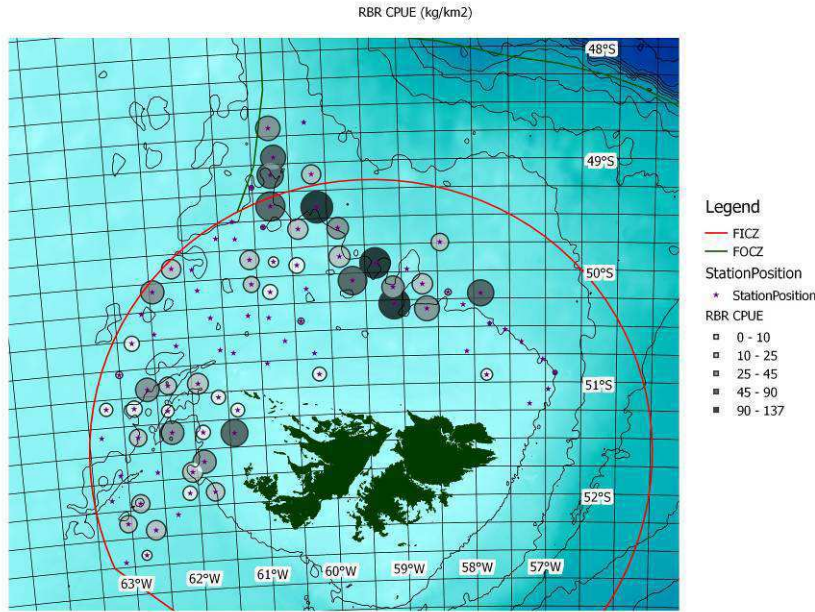 RBR CPUE (kg/km2)
48°S
49°S
50°S
51°S
52°S
63°W 62°W 61°W 60°W 59°W 58°W 57°W
Legend
FICZ
FOCZ
StationPosition
StationPosition
RBR CPUE
0 - 10
10 - 25
25 - 45
45 - 90
90 - 137